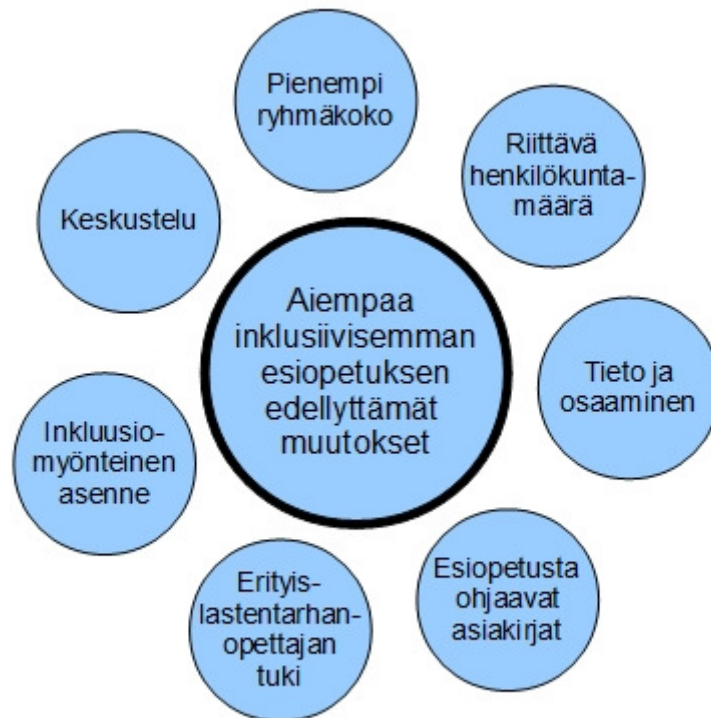 Pienempi
ryhmäkoko
Riittävä
henkilökunta-
määrä
Keskustelu
Aiempaa
inklusiivisemman
esiopetuksen
edellyttämät
muutokset
Tieto ja
osaaminen
Inkluusio-
myönteinen
asenne
Esiopetusta
ohjaavat
asiakirjat
Erityis-
lastentarhan-
opettajan
tuki